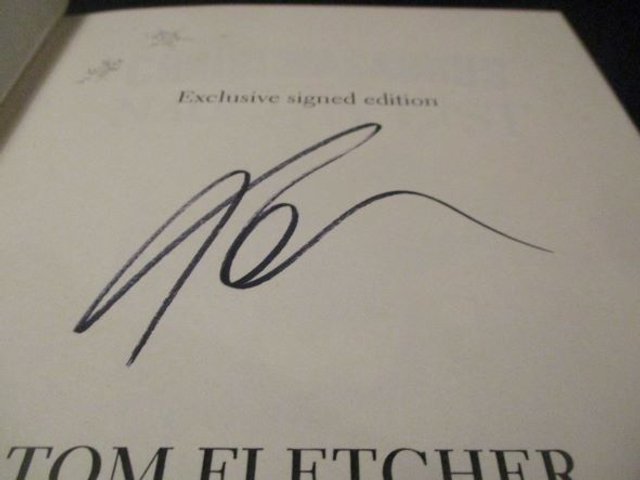 Exclusive signed edition
TOM FLETCHER